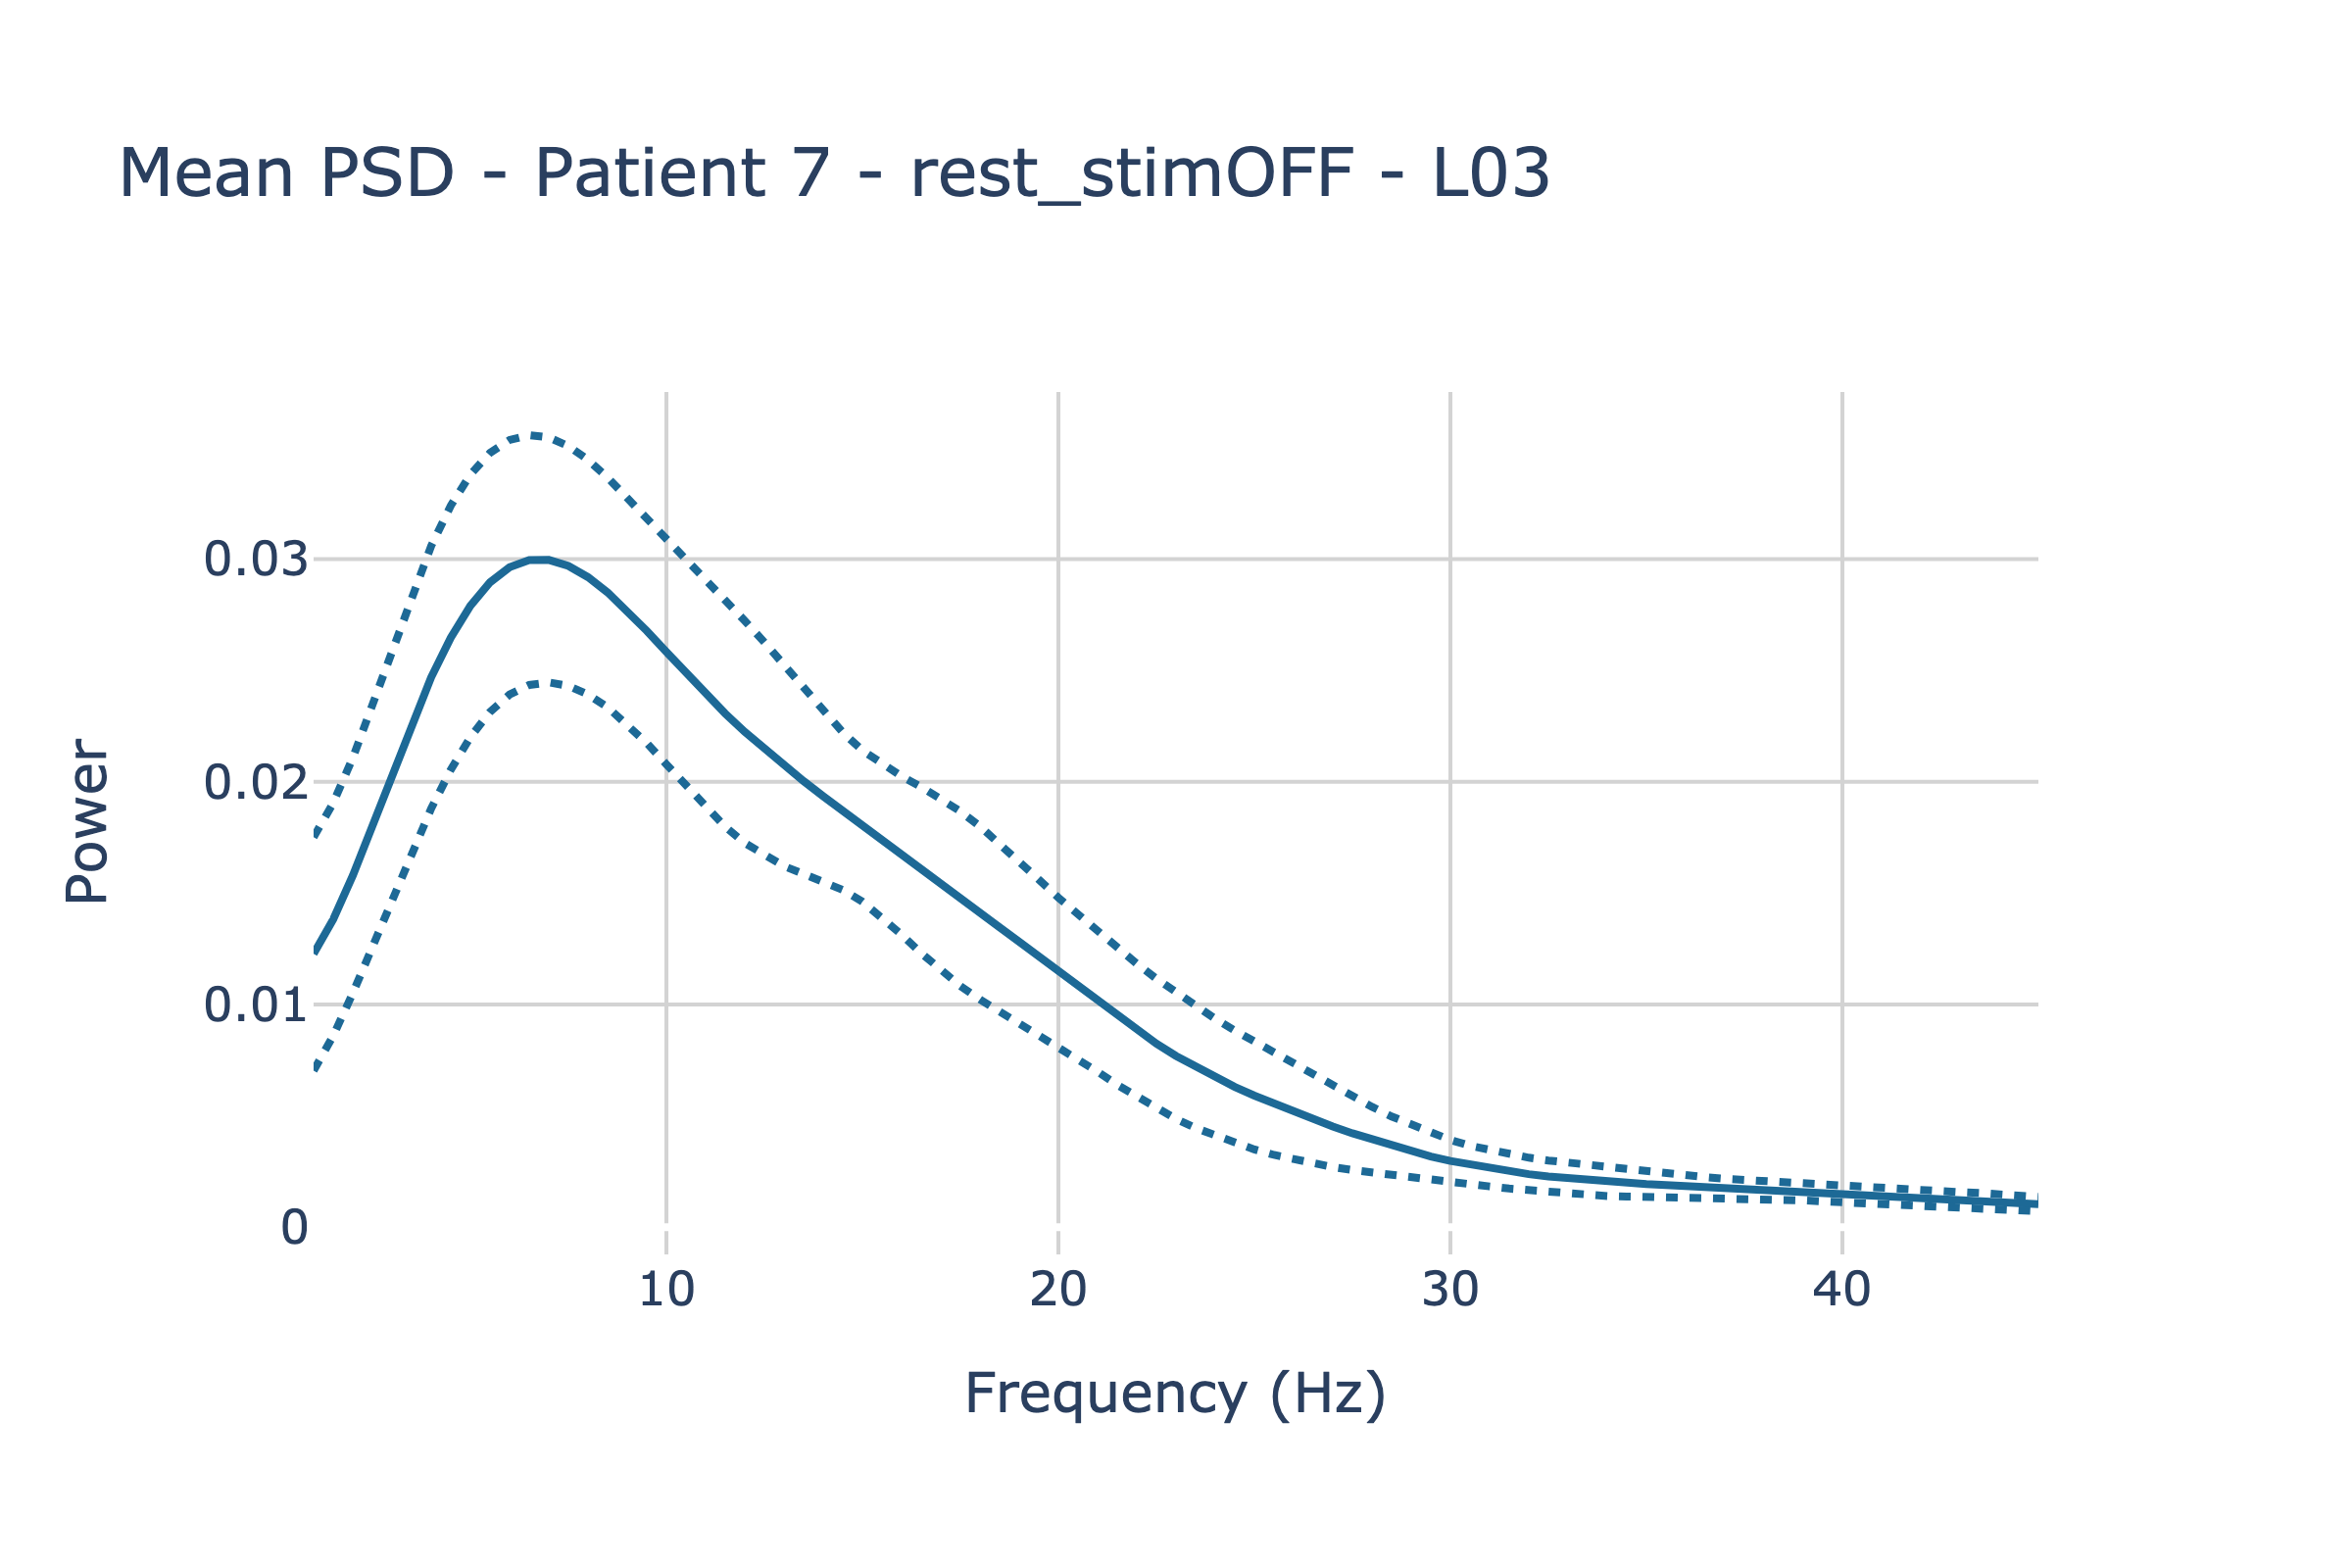 Mean PSD - Patient 7 - rest_stimOFF - L03
Power
0.03
0.02
0.01
0
10 20 30 40
Frequency (Hz)